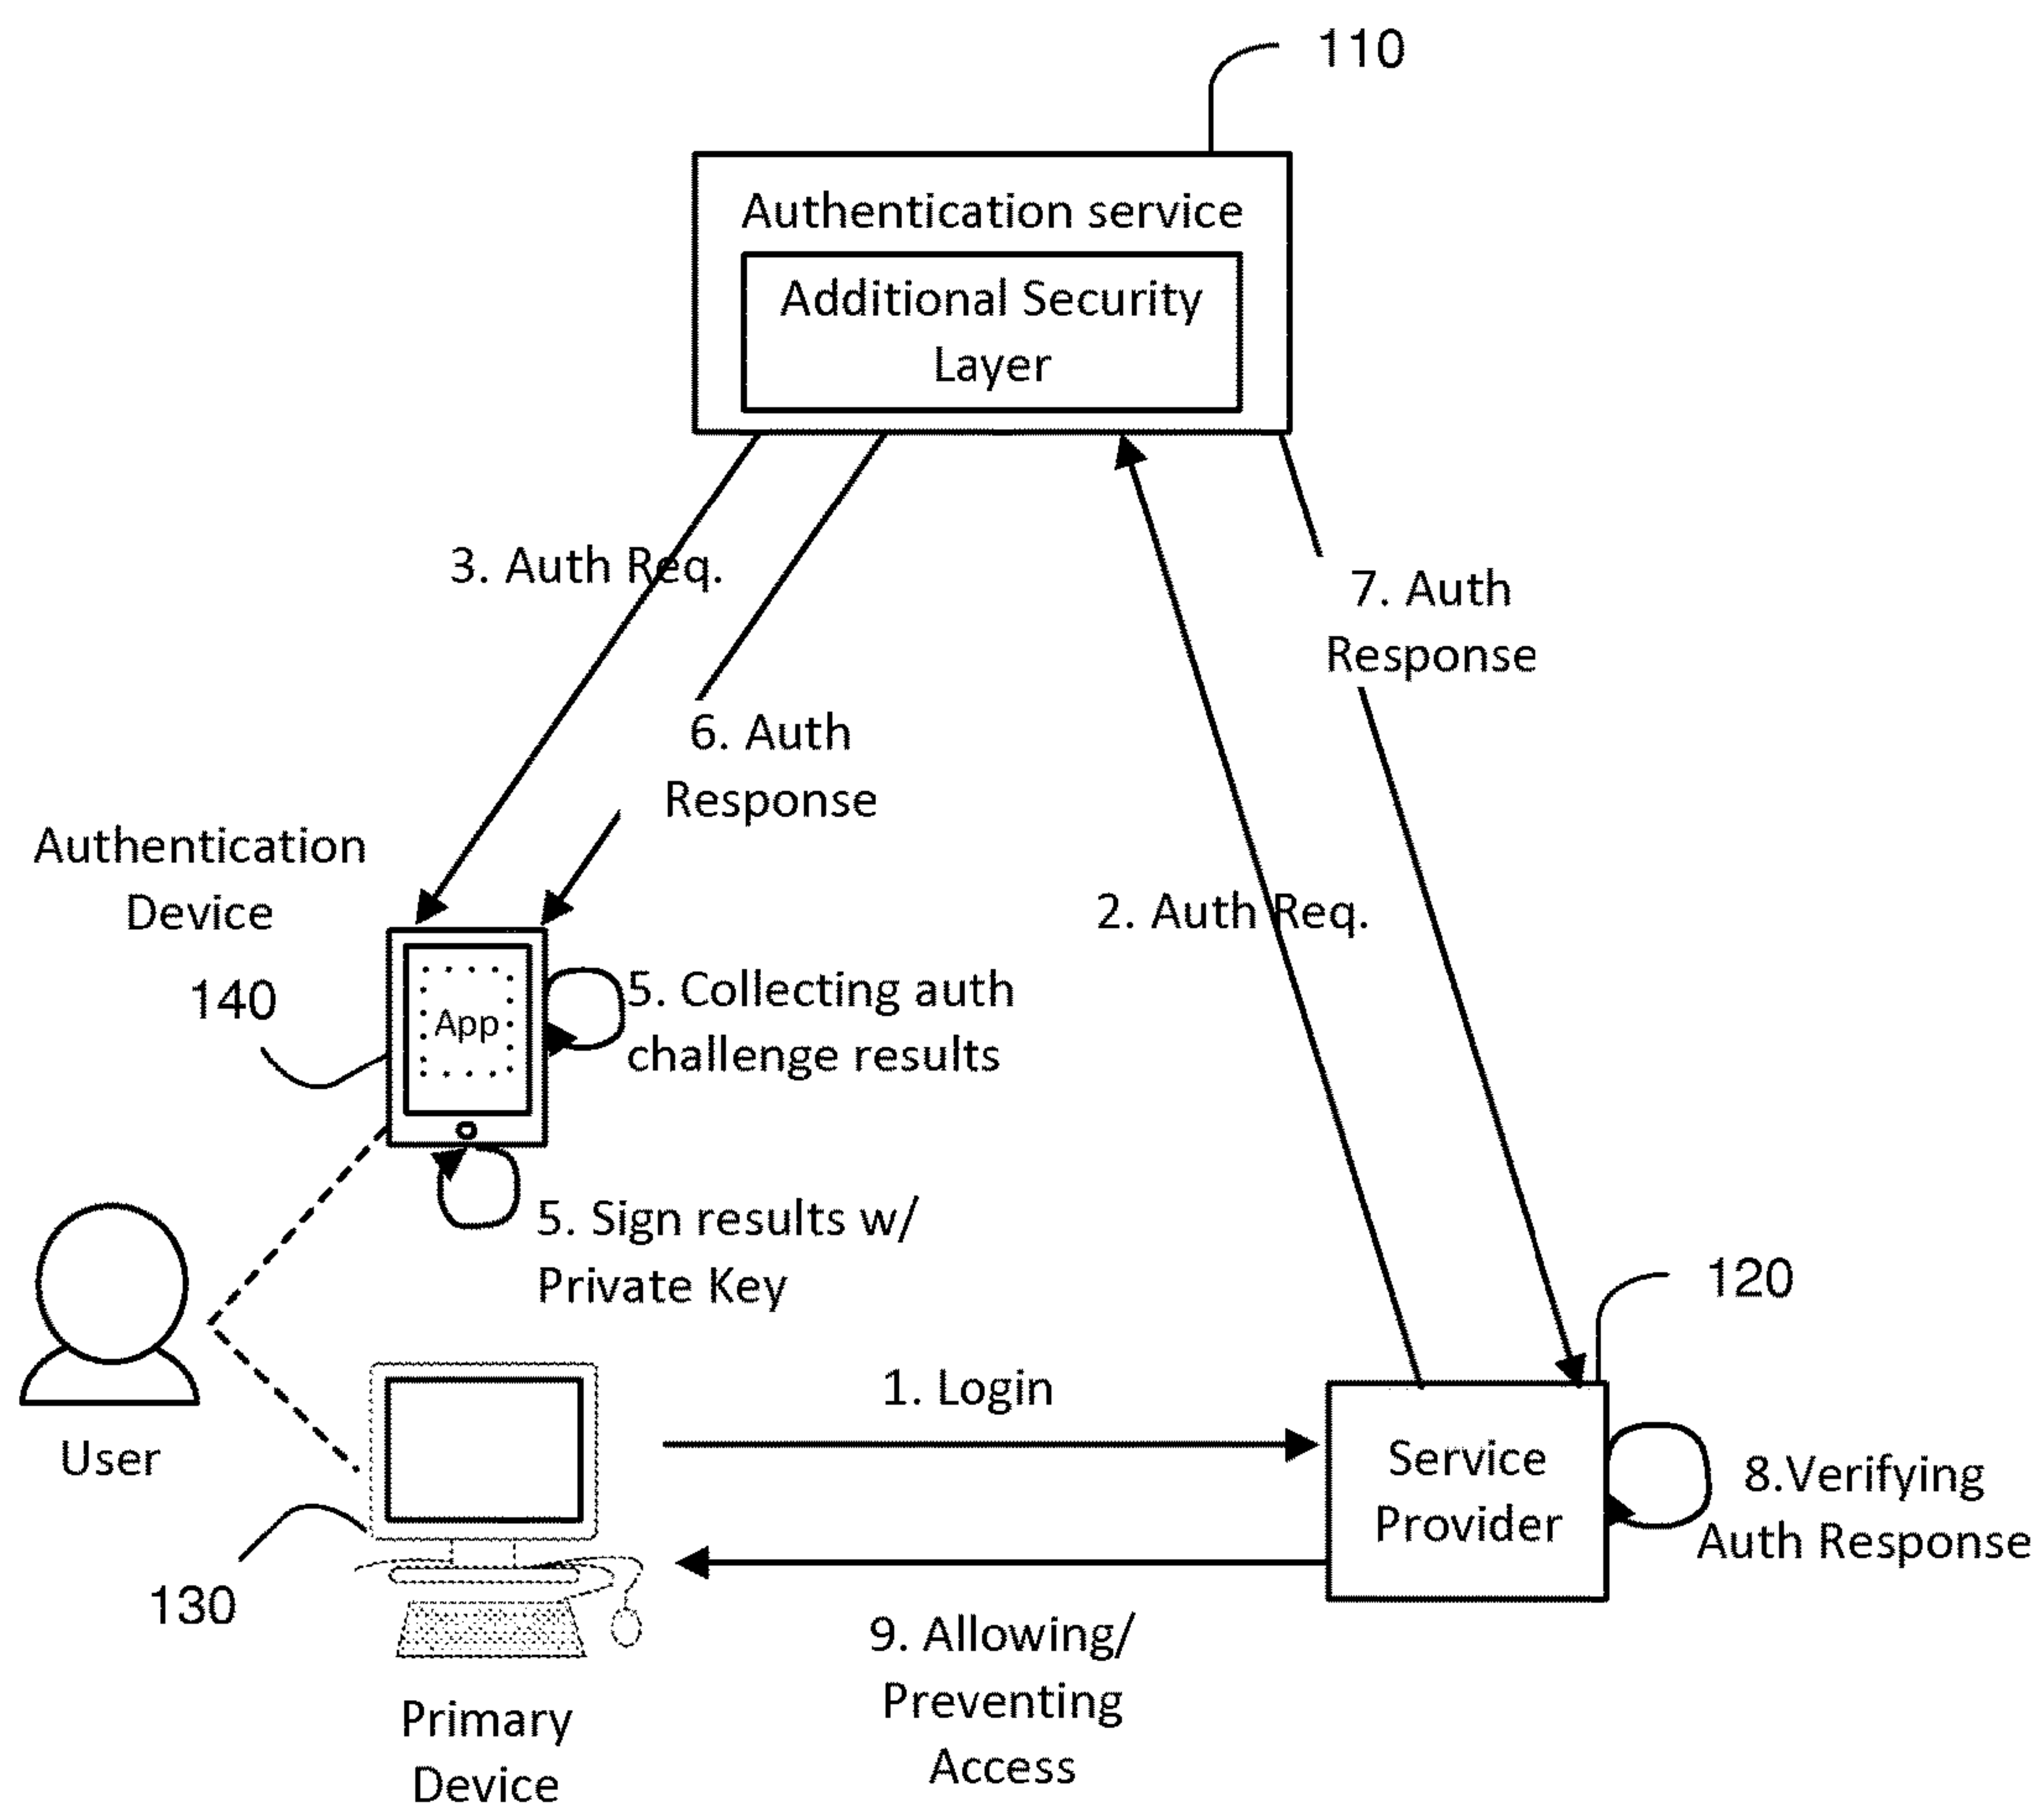 110
Authentication service
Additional Security
Layer
3. Auth Req.
7. Auth
Response
6. Auth
Response
Authentication
Device
2. Auth Req.
140
App
5. Collecting auth
challenge results
5. Sign results w/
Private Key
120
1. Login
User
Service
Provider
8.Verifying
Auth Response
130
9. Allowing/
Preventing
Access
Primary
Device